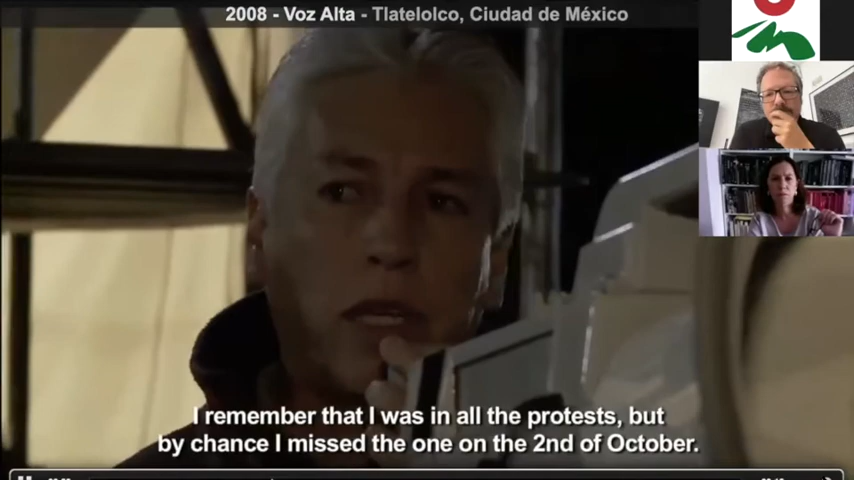 2008 - Voz Alta - Tlatelolco, Ciudad de México
I remember that I was in all the protests, but
by chance I missed the one on the 2nd of October.